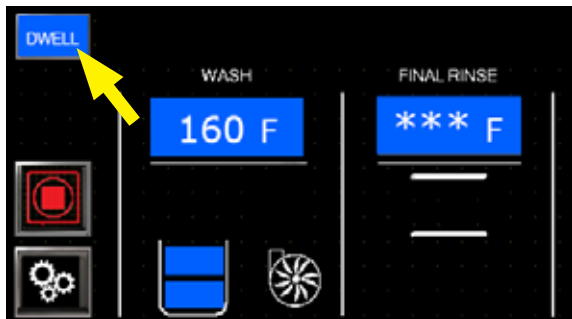 DWELL
WASH
FINAL RINSE
160 F
*** F